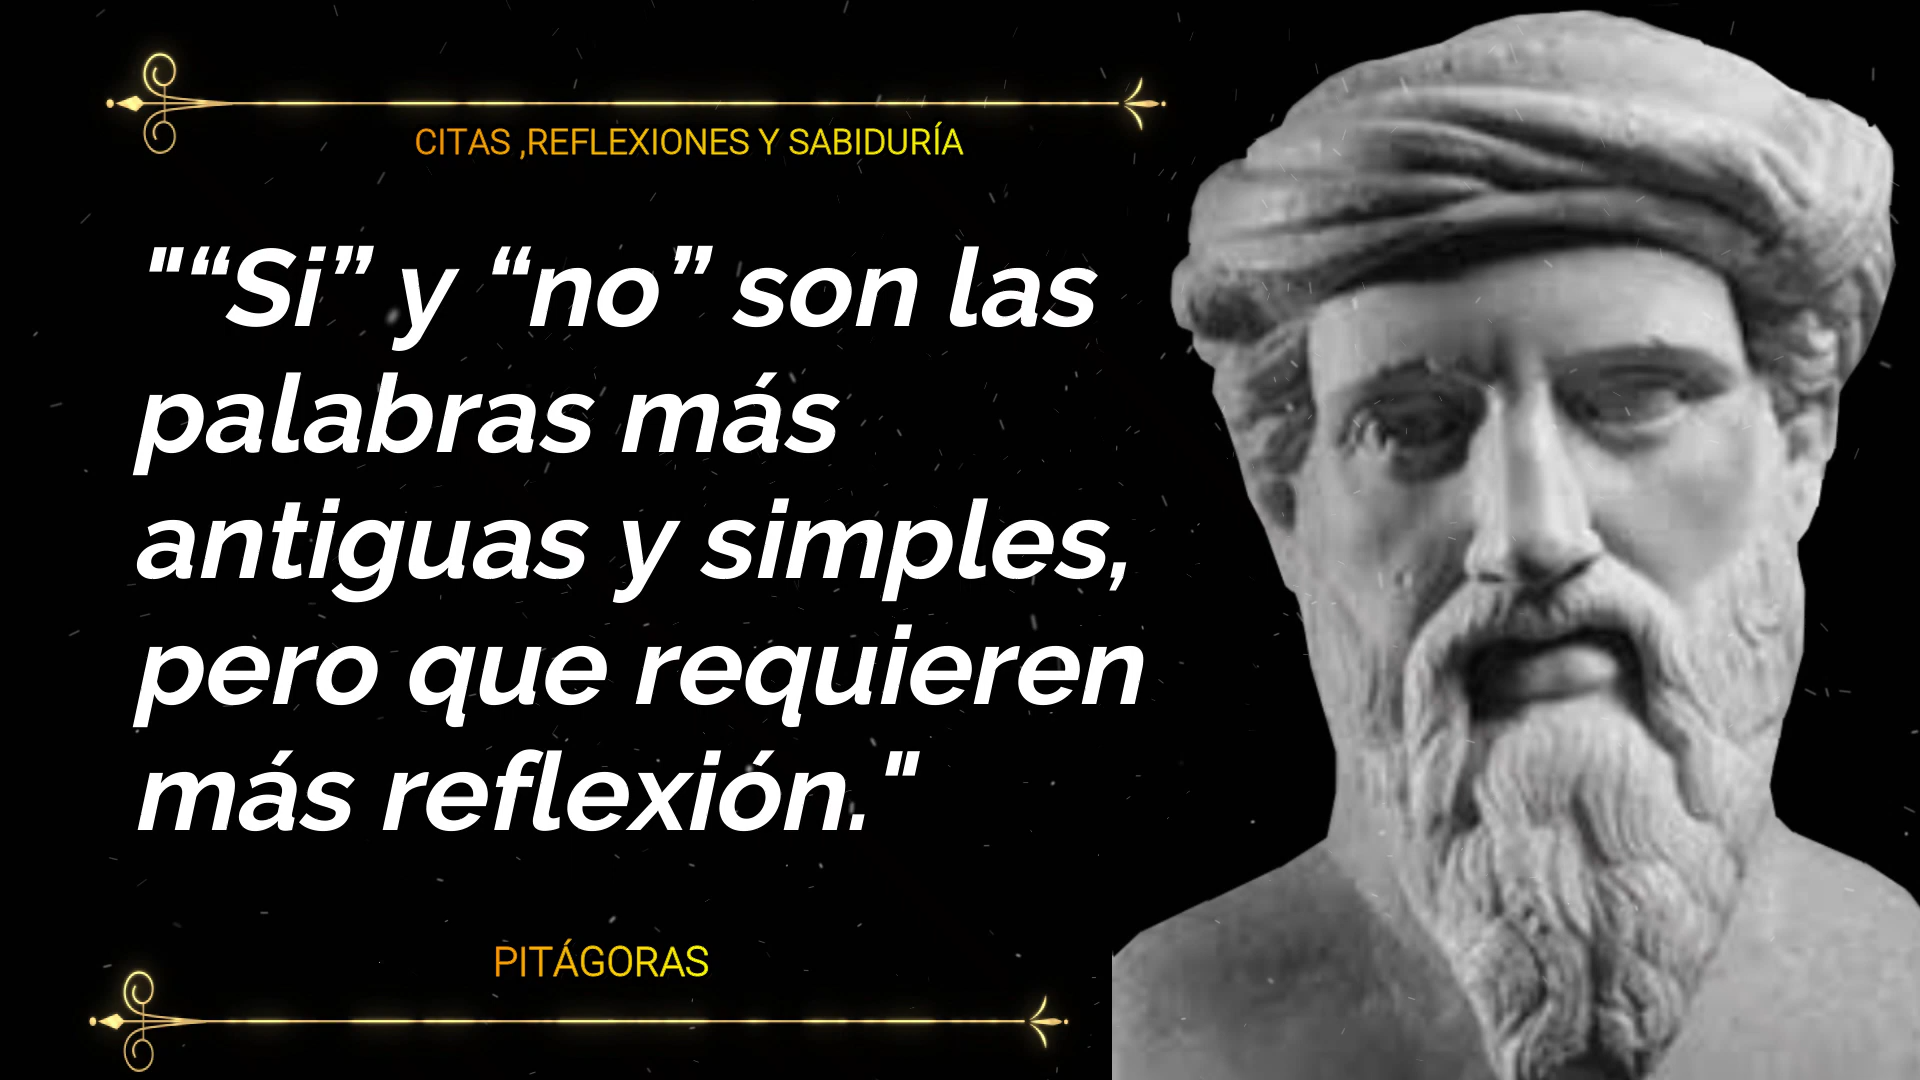 CITAS ,REFLEXIONES Y SABIDURÍA
"“Si” y “no” son las
palabras más
antiguas y simples,
pero que requieren
más reflexión."
PITÁGORAS